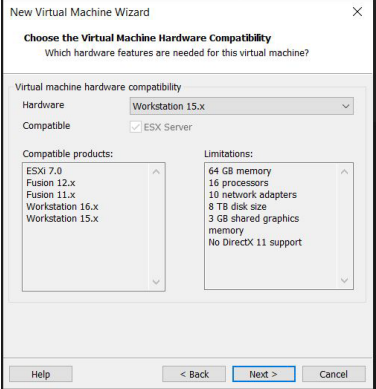 New Virtual Machine Wizard
Choose the Virtual Machine Hardware Compatibility
Which hardware features are needed for this virtual machine?
Virtual machine hardware compatibility
Hardware
Workstation 15.x
Compatible
ESX Server
Compatible products:
ESXi 7.0
Fusion 12.x
Fusion 11.x
Workstation 16.x
Workstation 15.x
Limitations:
64 GB memory
16 processors
10 network adapters
8 TB disk size
3 GB shared graphics
memory
No DirectX 11 support
Help
< Back
Next >
Cancel